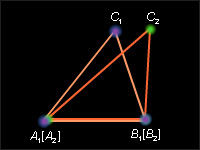 C₁ C₂
A₁[A₂] B₁[B₂]